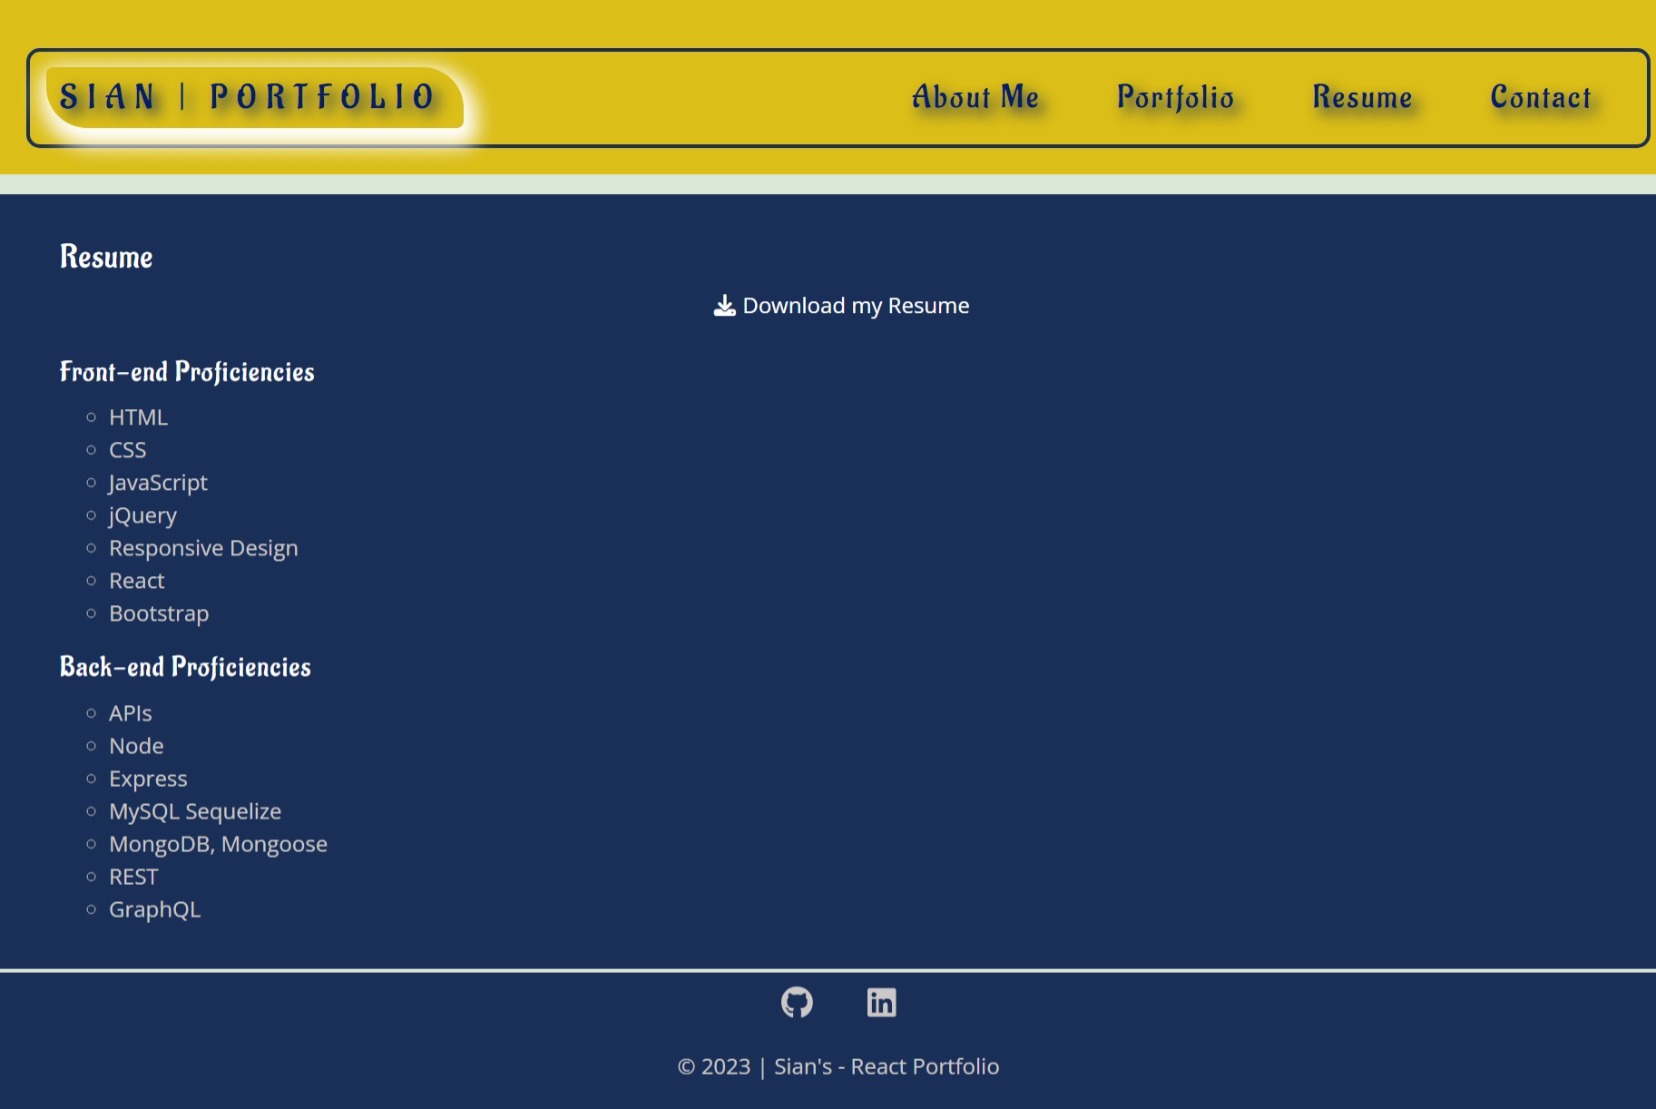 SIAN | PORTFOLIO
About Me Portfolio Resume Contact
Resume
Download my Resume
Front-end Proficiencies
HTML
CSS
JavaScript
jQuery
Responsive Design
React
Bootstrap
Back-end Proficiencies
APIs
Node
Express
MySQL Sequelize
MongoDB, Mongoose
REST
GraphQL
in
© 2023 | Sian's - React Portfolio